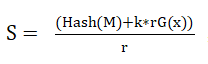 S = (Hash(M)+k*rG(x))
r